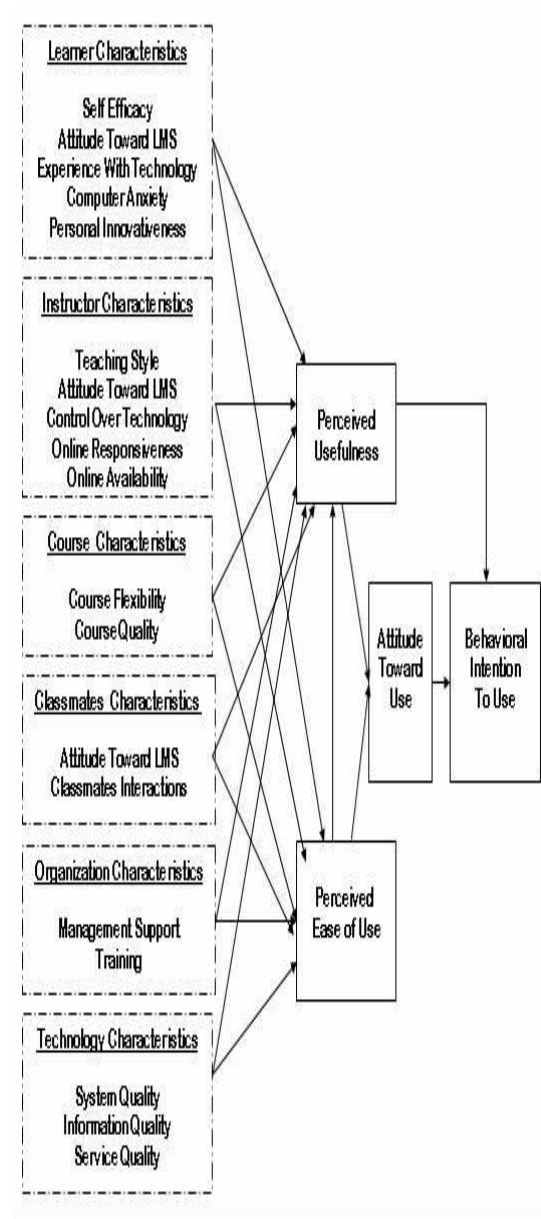 Learner Characteristics
Self Efficacy
Attitude Toward LMS
Experience With Technology
Computer Anxiety
Personal Innovativeness
Instructor Characteristics
Teaching Style
Attitude Toward LMS
Control Over Technology
Online Responsiveness
Online Availability
Course Characteristics
Course Flexibility
Course Quality
Classmates Characteristics
Attitude Toward LMS
Classmates Interactions
Organization Characteristics
Management Support
Training
Technology Characteristics
System Quality
Information Quality
Service Quality
Perceived
Usefulness
Perceived
Ease of Use
Attitude
Toward
Use
Behavioral
Intention
To Use